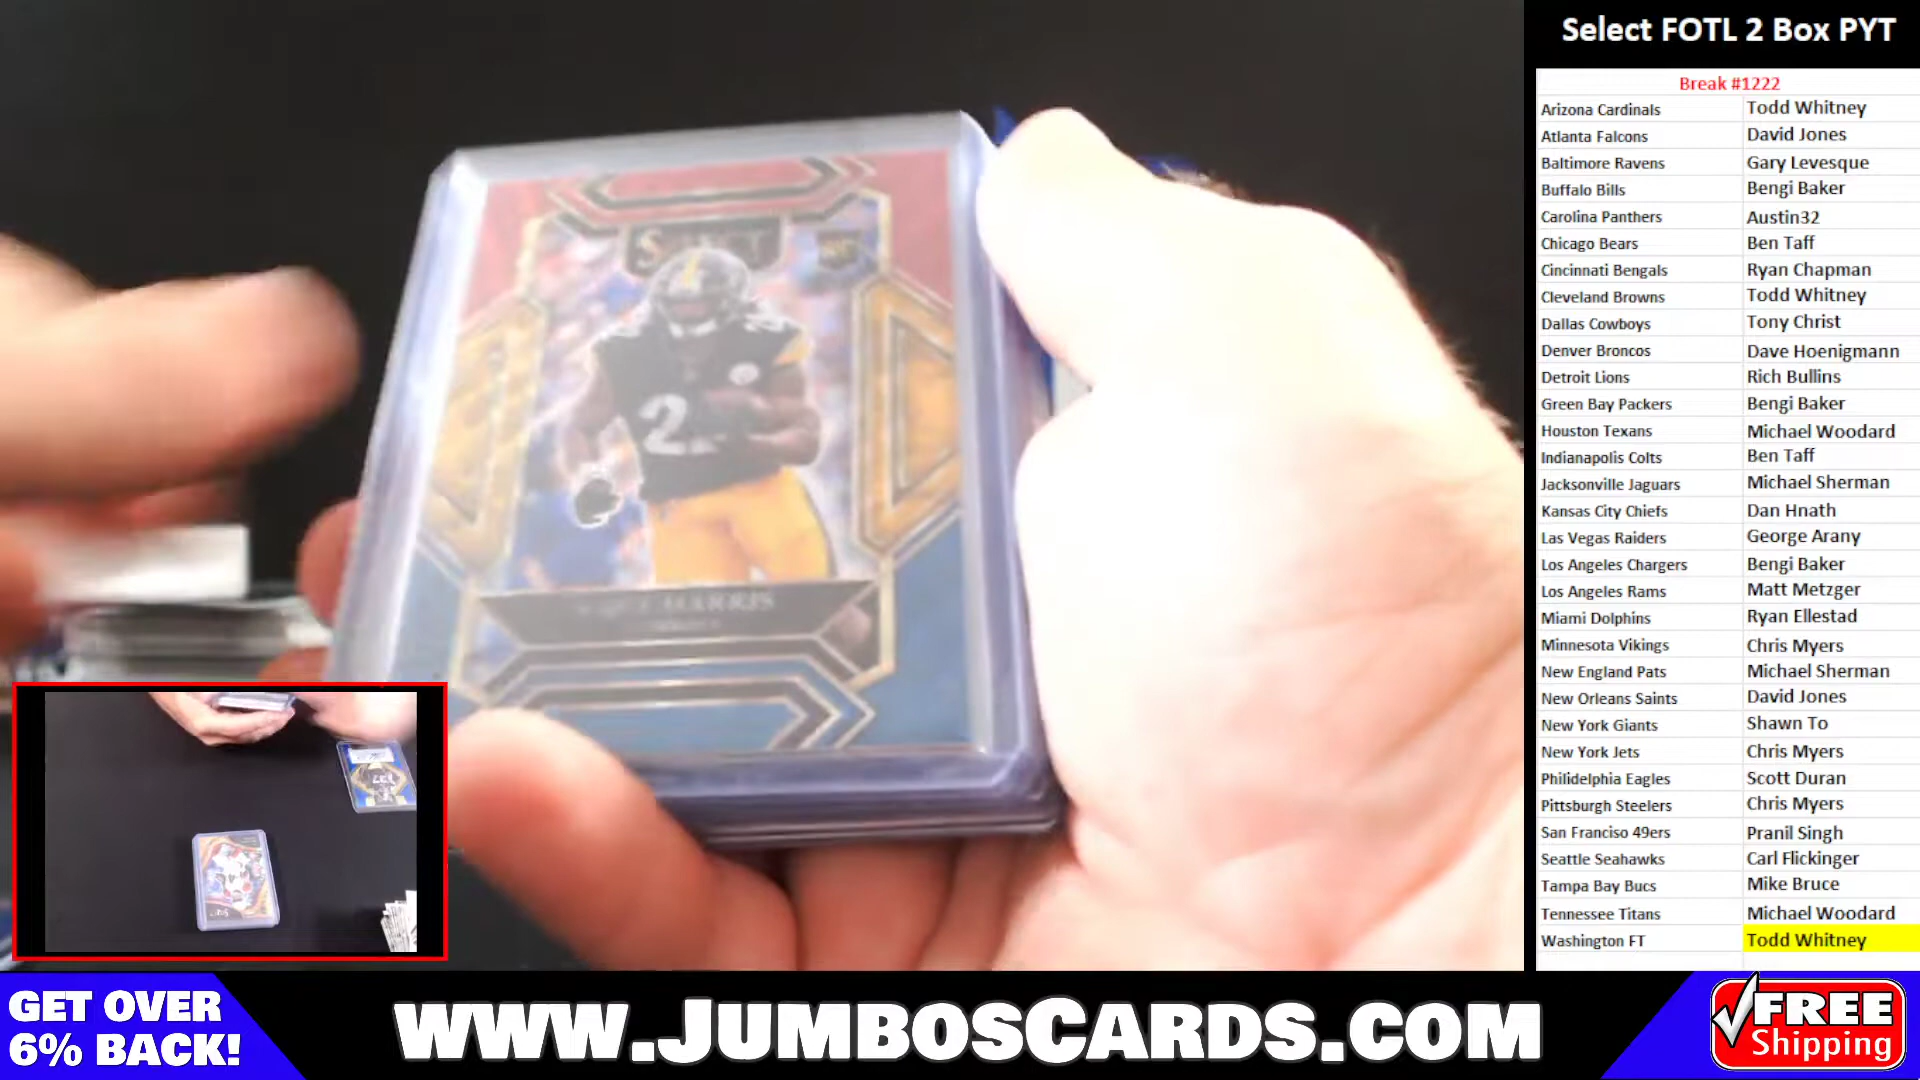 Select FOTL 2 Box PYT
Break #1222
Arizona Cardinals Todd Whitney
Atlanta Falcons David Jones
Baltimore Ravens Gary Levesque
Buffalo Bills Bengi Baker
Carolina Panthers Austin32
Chicago Bears Ben Taff
Cincinnati Bengals Ryan Chapman
Cleveland Browns Todd Whitney
Dallas Cowboys Tony Christ
Denver Broncos Dave Hoenigmann
Detroit Lions Rich Bullins
Green Bay Packers Bengi Baker
Houston Texans Michael Woodard
Indianapolis Colts Ben Taff
Jacksonville Jaguars Michael Sherman
Kansas City Chiefs Dan Hnath
Las Vegas Raiders George Arany
Los Angeles Chargers Bengi Baker
Los Angeles Rams Matt Metzger
Miami Dolphins Ryan Ellestad
Minnesota Vikings Chris Myers
New England Pats Michael Sherman
New Orleans Saints David Jones
New York Giants Shawn To
New York Jets Chris Myers
Philidelphia Eagles Scott Duran
Pittsburgh Steelers Chris Myers
San Franciso 49ers Pranil Singh
Seattle Seahawks Carl Flickinger
Tampa Bay Bucs Mike Bruce
Tennessee Titans Michael Woodard
Washington FT Todd Whitney
SELECT
HARRIS
GET OVER
6% BACK!
WWW.JUMBOSCARDS.COM
FREE
Shipping